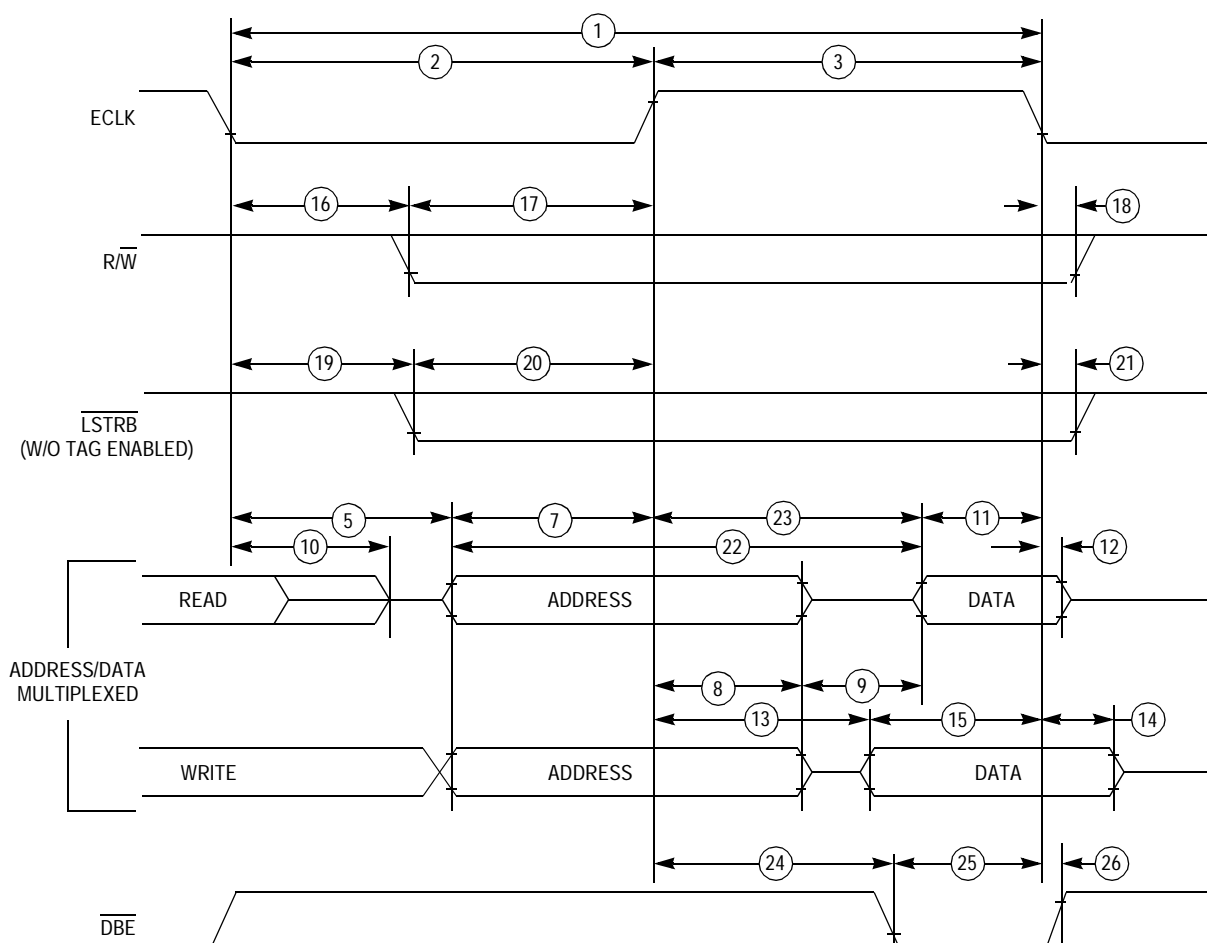 1
2
3
ECLK
16
17
18
R/W
19
20
21
LSTRB
(W/O TAG ENABLED)
5
7
23
11
10
22
12
READ
ADDRESS
DATA
ADDRESS/DATA
MULTIPLEXED
8
9
13
15
14
WRITE
ADDRESS
DATA
24
25
26
DBE